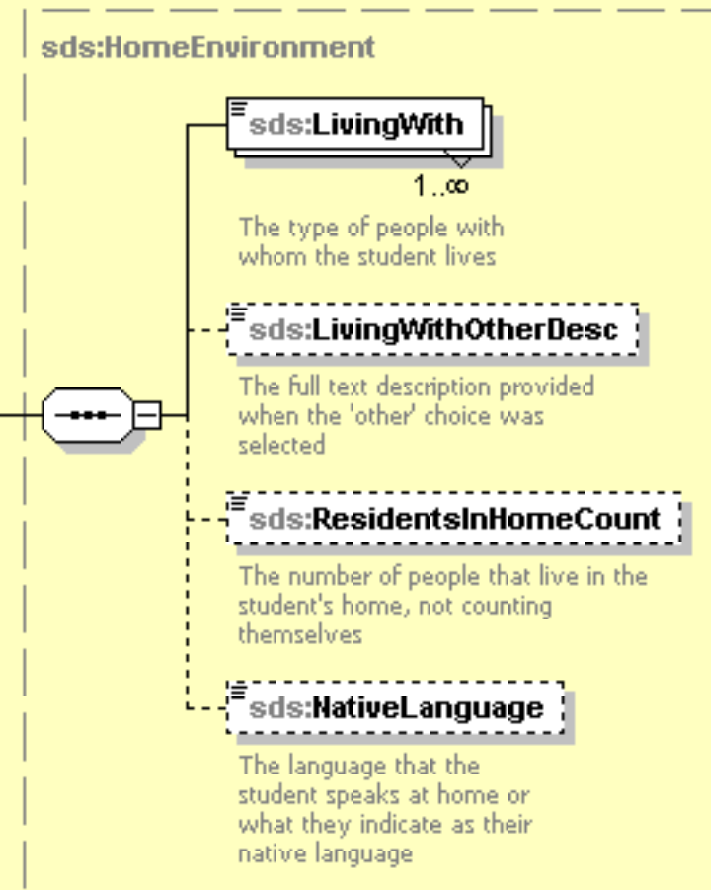 sds:HomeEnvironment
sds:LivingWith
1..∞
The type of people with
whom the student lives
sds:LivingWithOtherDesc
The full text description provided
when the 'other' choice was
selected
sds:ResidentsInHomeCount
The number of people that live in the
student's home, not counting
themselves
sds:NativeLanguage
The language that the
student speaks at home or
what they indicate as their
native language